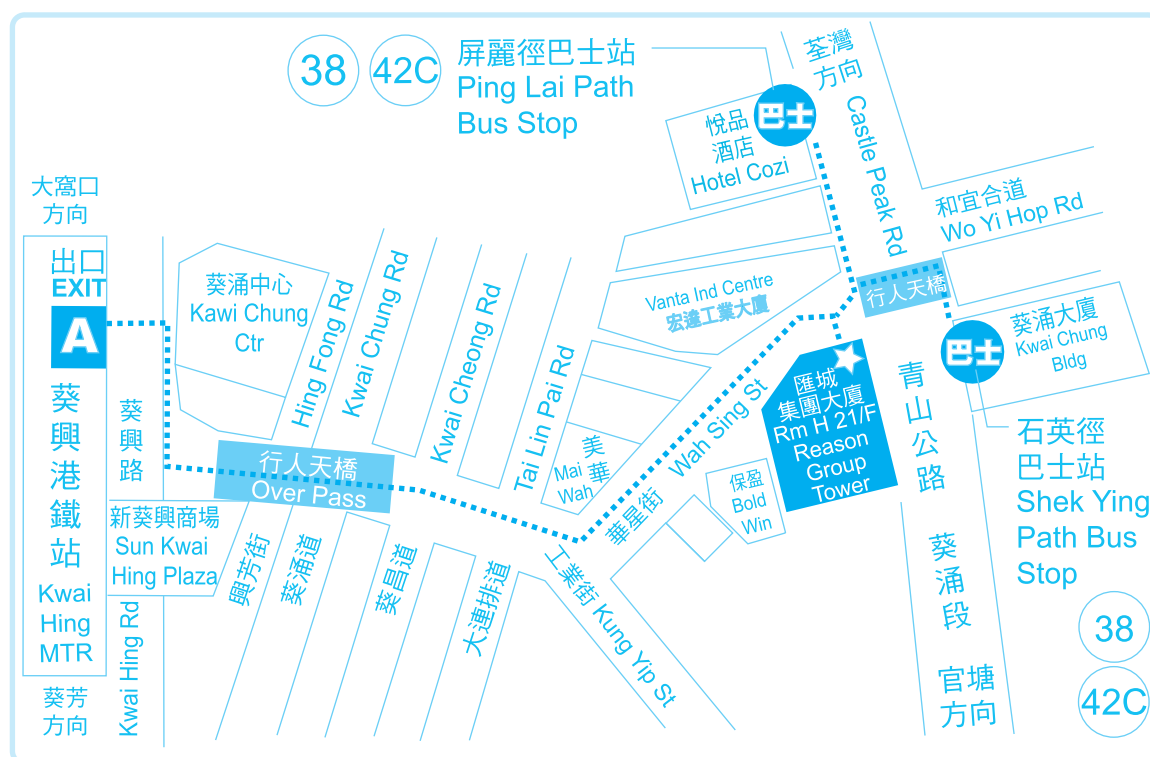 38
42C
屏麗徑巴士站
Ping Lai Path
Bus Stop
荃灣
方向
巴士
悅品
酒店
Hotel Cozi
Castle Peak Rd
和宜合道
Wo Yi Hop Rd
大窩口
方向
出口
EXIT
A
葵興港鐵站
Kwai
Hing
MTR
葵芳
方向
葵興路
Kwai Hing Rd
葵涌中心
Kawi Chung
Ctr
Hing Fong Rd
Kwai Chung Rd
Kwai Cheong Rd
Tai Lin Pai Rd
Vanta Ind Centre
宏達工業大廈
行人天橋
葵涌大廈
Kwai Chung
Bldg
巴士
匯城
集團大廈
Rm H 21/F
Reason
Group
Tower
青山公路
葵涌段
官塘
方向
石英徑
巴士站
Shek Ying
Path Bus
Stop
38
42C
行人天橋
Over Pass
美華
Mai
Wah
Wah Sing St
華星街
保盈
Bold
Win
新葵興商場
Sun Kwai
Hing Plaza
興芳街
葵涌道
葵昌道
大連排道
工業街 Kung Yip St